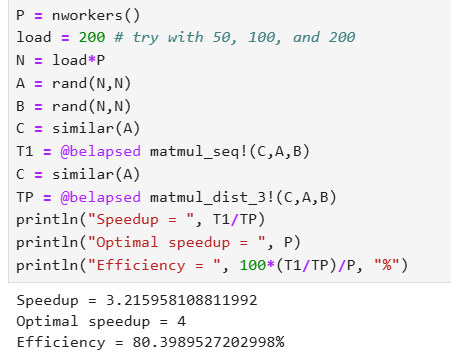 P = nworkers()
load = 200 # try with 50, 100, and 200
N = load*P
A = rand(N,N)
B = rand(N,N)
C = similar(A)
T1 = @belapsed matmul_seq!(C,A,B)
C = similar(A)
TP = @belapsed matmul_dist_3!(C,A,B)
println("Speedup = ", T1/TP)
println("Optimal speedup = ", P)
println("Efficiency = ", 100*(T1/TP)/P, "%")
Speedup = 3.215958108811992
Optimal speedup = 4
Efficiency = 80.3989527202998%